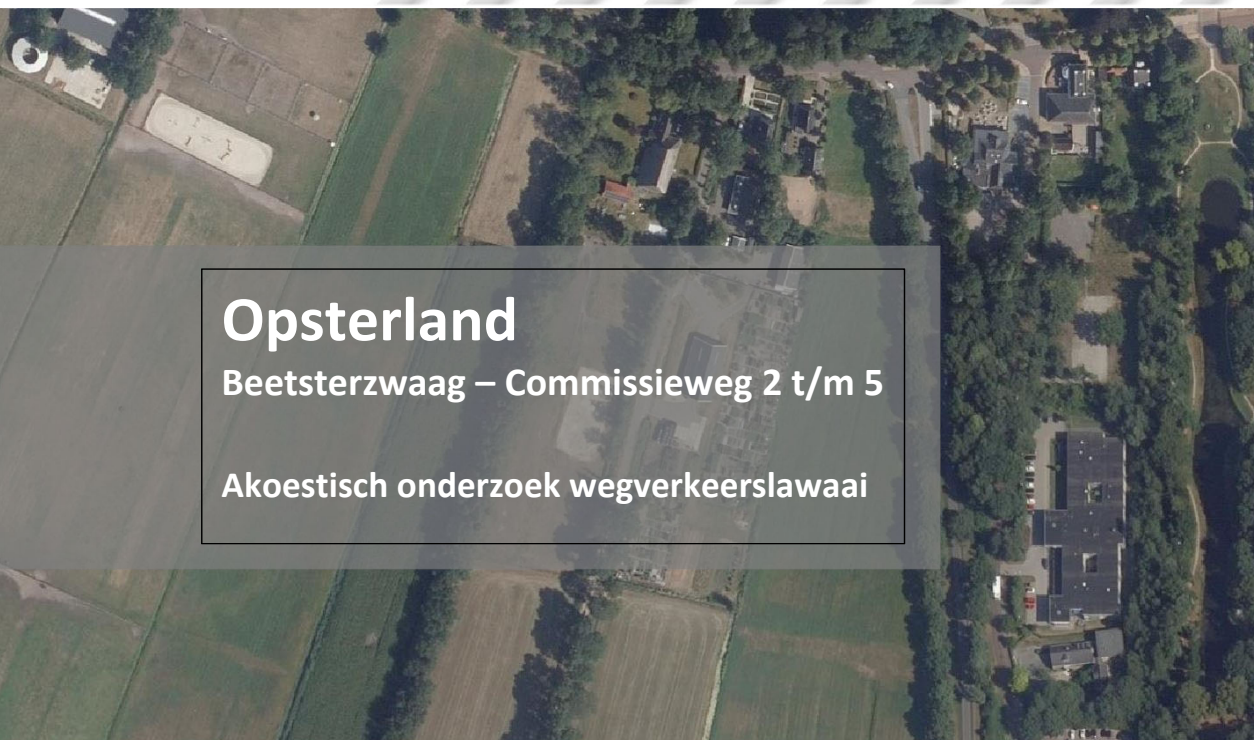 Opsterland
Beetsterzwaag – Commissieweg 2 t/m 5
Akoestisch onderzoek wegverkeerslawaai